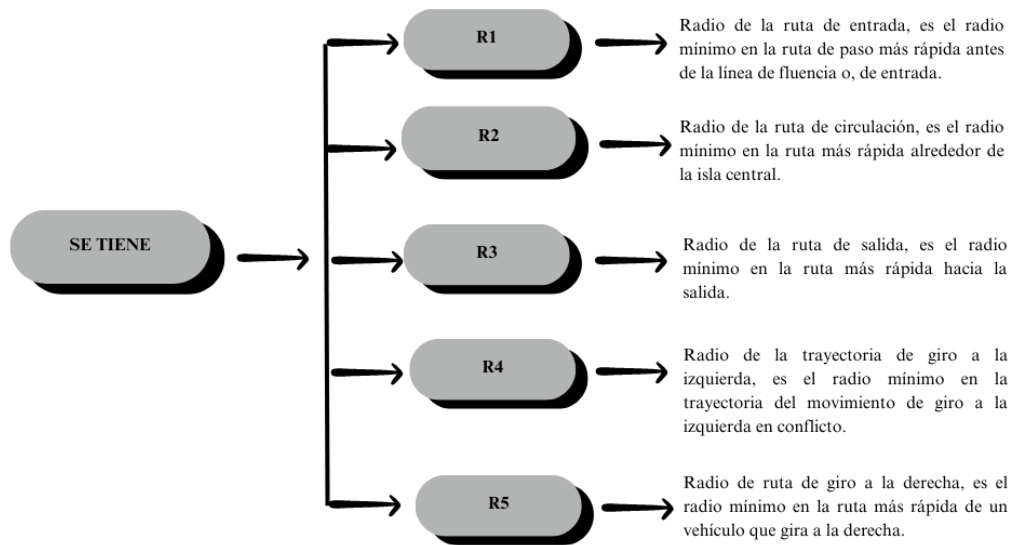 SE TIENE
R1
Radio de la ruta de entrada, es el radio
mínimo en la ruta de paso más rápida antes
de la línea de fluencia o, de entrada.
R2
Radio de la ruta de circulación, es el radio
mínimo en la ruta más rápida alrededor de
la isla central.
R3
Radio de la ruta de salida, es el radio
mínimo en la ruta más rápida hacia la
salida.
R4
Radio de la trayectoria de giro a la
izquierda, es el radio mínimo en la
trayectoria del movimiento de giro a la
izquierda en conflicto.
R5
Radio de ruta de giro a la derecha, es el
radio mínimo en la ruta más rápida de un
vehículo que gira a la derecha.